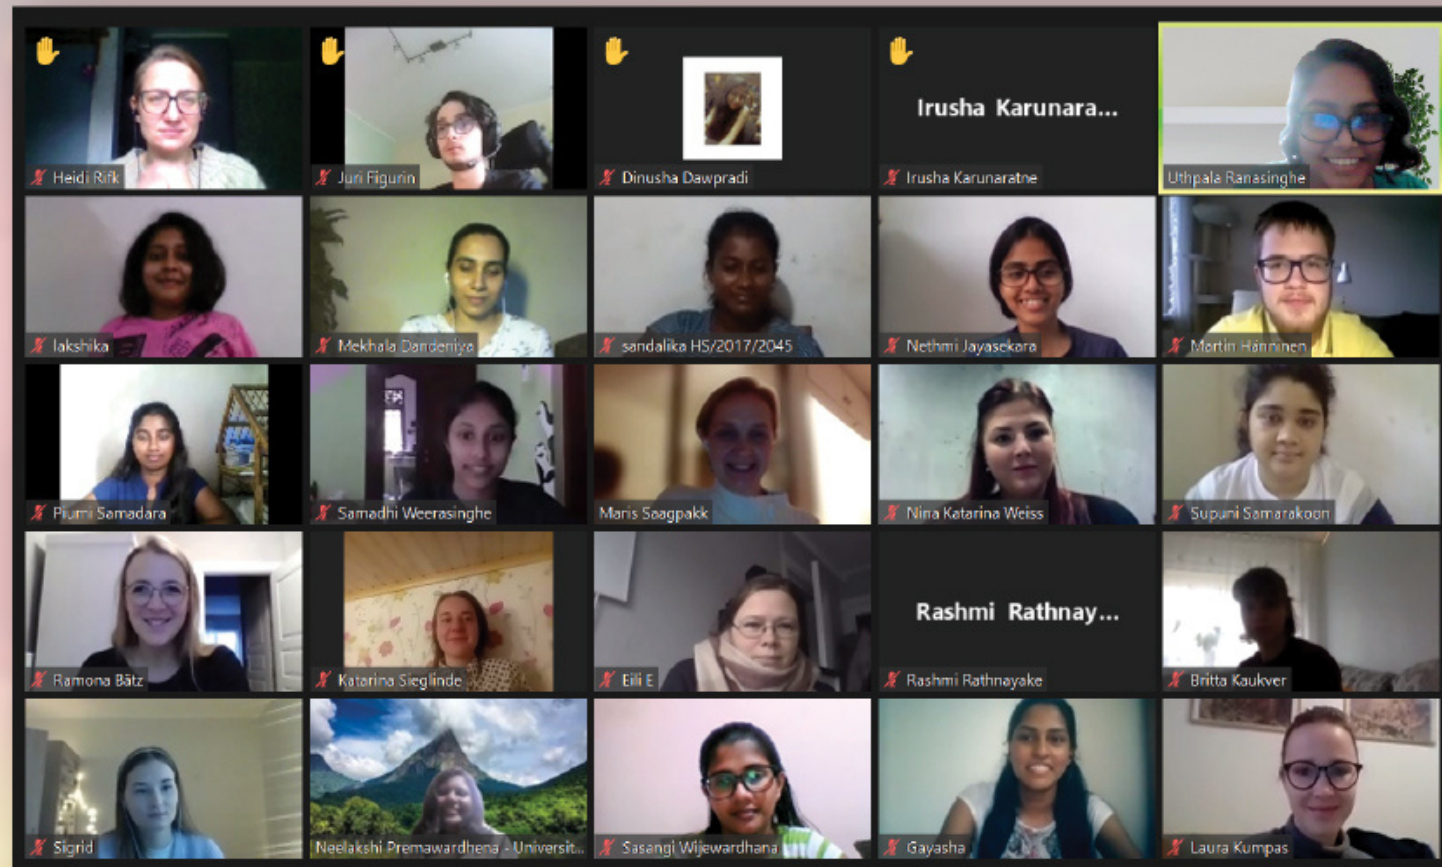 Heidi Rifk
Juri Figurin
Dinusha Dawpradi
Irusha Karunara...
Irusha Karunaratne
Uthpala Ranasinghe
lakshika
Mekhala Dandeniya
sandalika HS/2017/2045
Nethmi Jayasekara
Martin Hänninen
Piumi Samadara
Samadhi Weerasinghe
Maris Saagpakk
Nina Katarina Weiss
Supuni Samarakoon
Ramona Bätz
Katarina Sieglinde
Eili E
Rashmi Rathnay...
Rashmi Rathnayake
Britta Kaukver
Sigrid
Neelakshi Premawardhena - Universit...
Sasangi Wijewardhana
Gayasha
Laura Kumpas